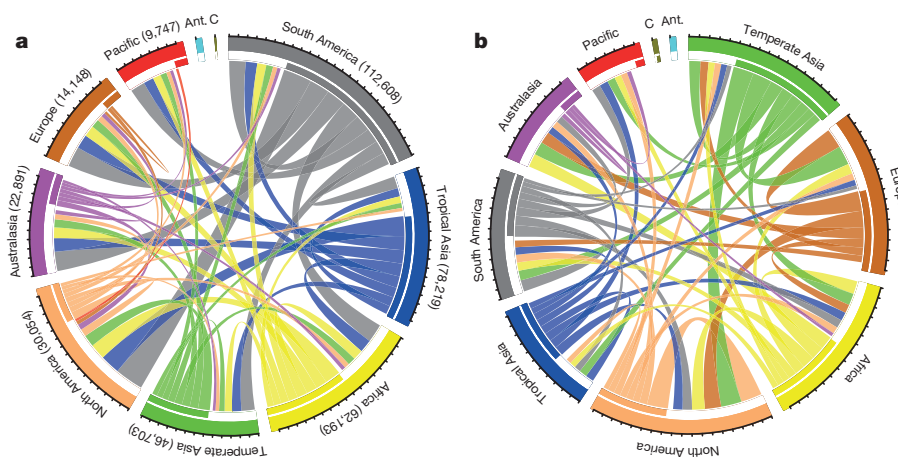 a
Ant. C
Pacific (9,747)
South America (112,608)
Europe (14,148)
Tropical Asia (78,219)
Australasia (22,891)
Africa (62,193)
North America (30,054)
Temperate Asia (46,703)
b
C Ant.
Pacific
Temperate Asia
Australasia
Europ
South America
Africa
Tropical Asia
North America